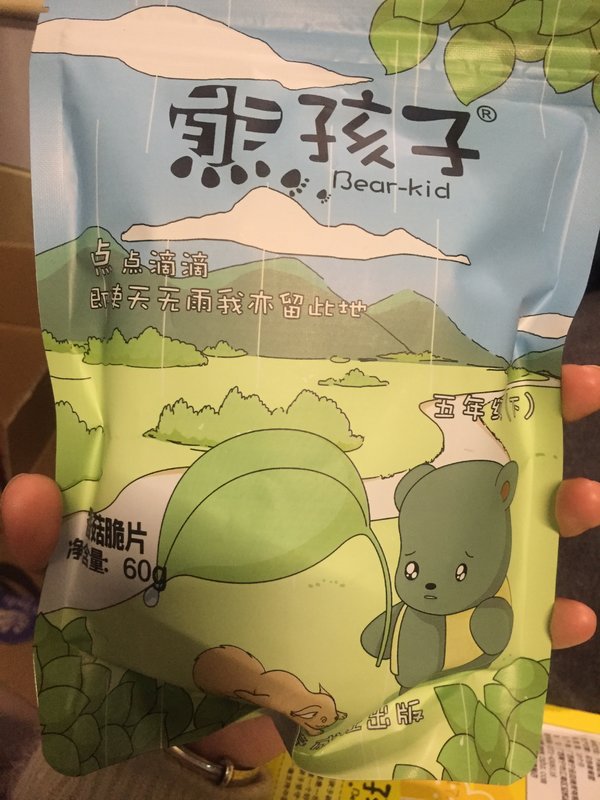 熊孩子®
Bear-kid
点点滴滴
即使天无雨我亦留此地
五年级(下)
菇脆片
净含量: 60g
出